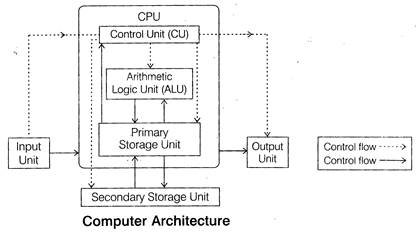 CPU
Control Unit (CU)
Arithmetic
Logic Unit (ALU)
Primary
Storage Unit
Input
Unit
Output
Unit
Control flow
Control flow
Secondary Storage Unit
Computer Architecture